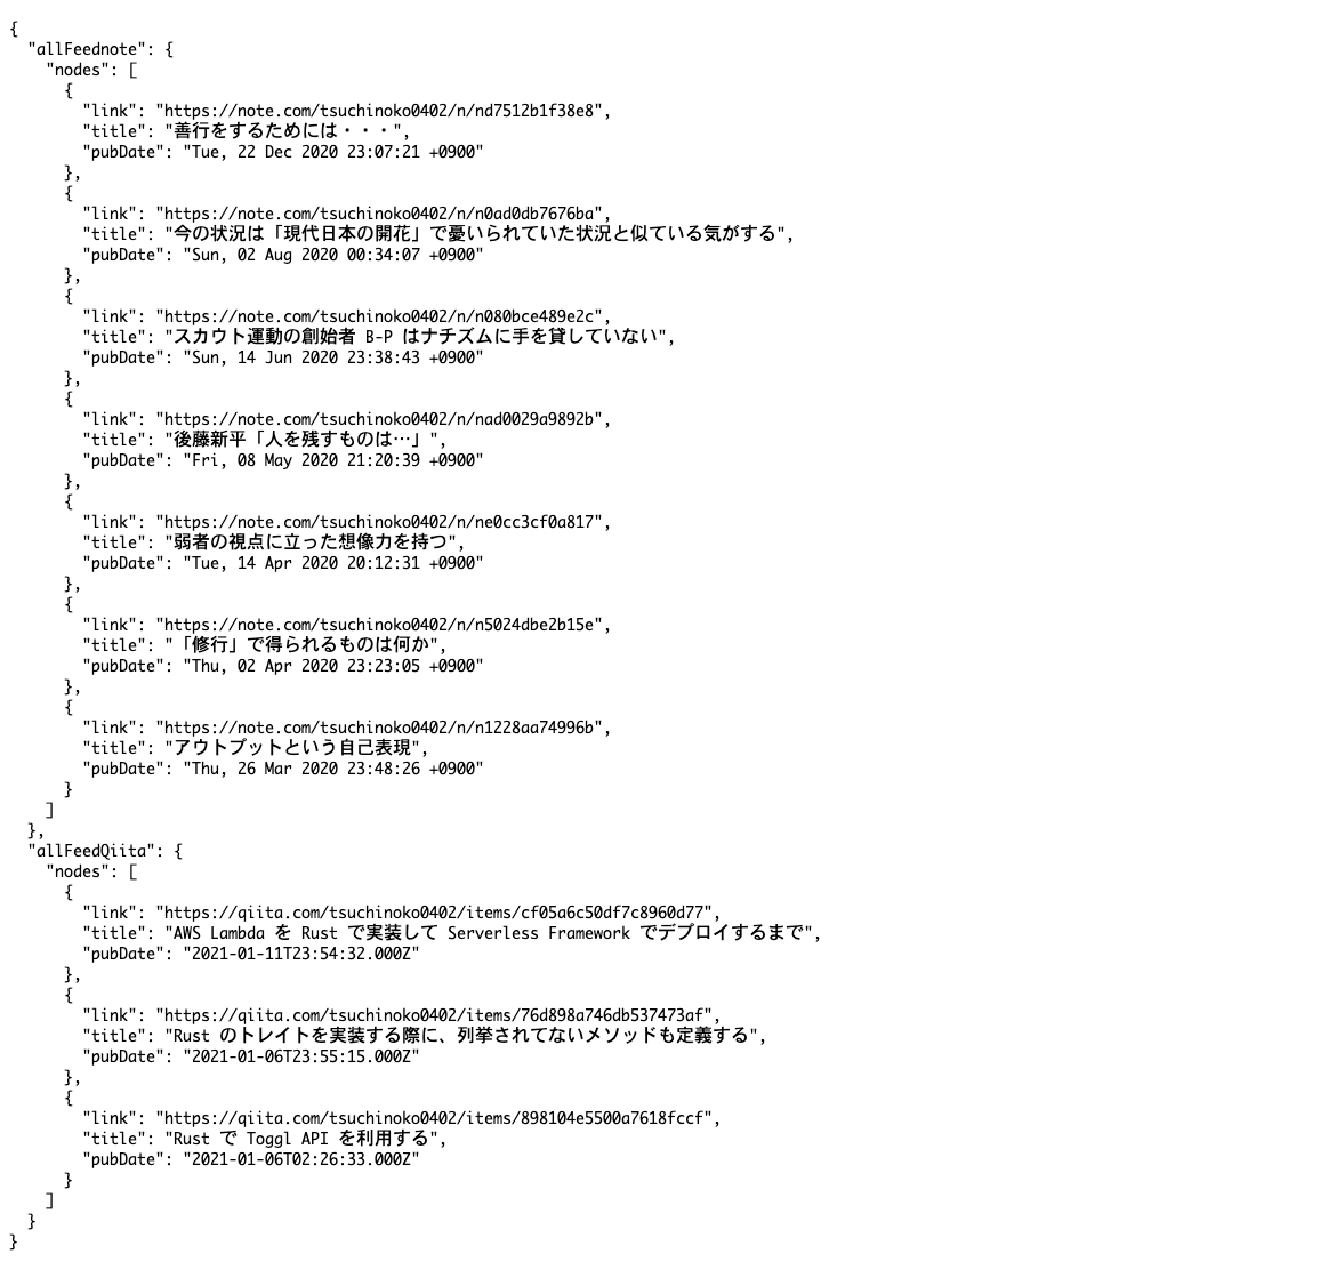 {
  "allFeednote": {
    "nodes": [
      {
        "link": "https://note.com/tsuchinoko0402/n/nd7512b1f38e8",
        "title": "善行をするためには・・・",
        "pubDate": "Tue, 22 Dec 2020 23:07:21 +0900"
      },
      {
        "link": "https://note.com/tsuchinoko0402/n/n0ad0db7676ba",
        "title": "今の状況は「現代日本の開花」で憂いられていた状況と似ている気がする",
        "pubDate": "Sun, 02 Aug 2020 00:34:07 +0900"
      },
      {
        "link": "https://note.com/tsuchinoko0402/n/n080bce489e2c",
        "title": "スカウト運動の創始者 B-P はナチズムに手を貸していない",
        "pubDate": "Sun, 14 Jun 2020 23:38:43 +0900"
      },
      {
        "link": "https://note.com/tsuchinoko0402/n/nad0029a9892b",
        "title": "後藤新平「人を残すものは…」",
        "pubDate": "Fri, 08 May 2020 21:20:39 +0900"
      },
      {
        "link": "https://note.com/tsuchinoko0402/n/ne0cc3cf0a817",
        "title": "弱者の視点に立った想像力を持つ",
        "pubDate": "Tue, 14 Apr 2020 20:12:31 +0900"
      },
      {
        "link": "https://note.com/tsuchinoko0402/n/n5024dbe2b15e",
        "title": "「修行」で得られるものは何か",
        "pubDate": "Thu, 02 Apr 2020 23:23:05 +0900"
      },
      {
        "link": "https://note.com/tsuchinoko0402/n/n1228aa74996b",
        "title": "アウトプットという自己表現",
        "pubDate": "Thu, 26 Mar 2020 23:48:26 +0900"
      }
    ]
  },
  "allFeedQiita": {
    "nodes": [
      {
        "link": "https://qiita.com/tsuchinoko0402/items/cf05a6c50df7c8960d77",
        "title": "AWS Lambda を Rust で実装して Serverless Framework でデプロイするまで",
        "pubDate": "2021-01-11T23:54:32.000Z"
      },
      {
        "link": "https://qiita.com/tsuchinoko0402/items/76d898a746db537473af",
        "title": "Rust のトレイトを実装する際に、列挙されてないメソッドも定義する",
        "pubDate": "2021-01-06T23:55:15.000Z"
      },
      {
        "link": "https://qiita.com/tsuchinoko0402/items/898104e5500a7618fccf",
        "title": "Rust で Toggl API を利用する",
        "pubDate": "2021-01-06T02:26:33.000Z"
      }
    ]
  }
}